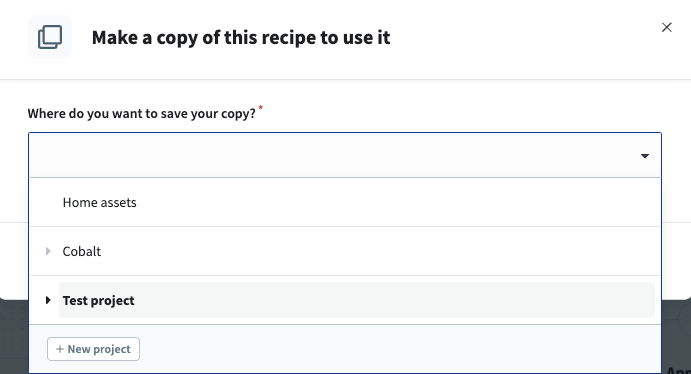 Make a copy of this recipe to use it
Where do you want to save your copy? *
Home assets
Cobalt
Test project
+ New project